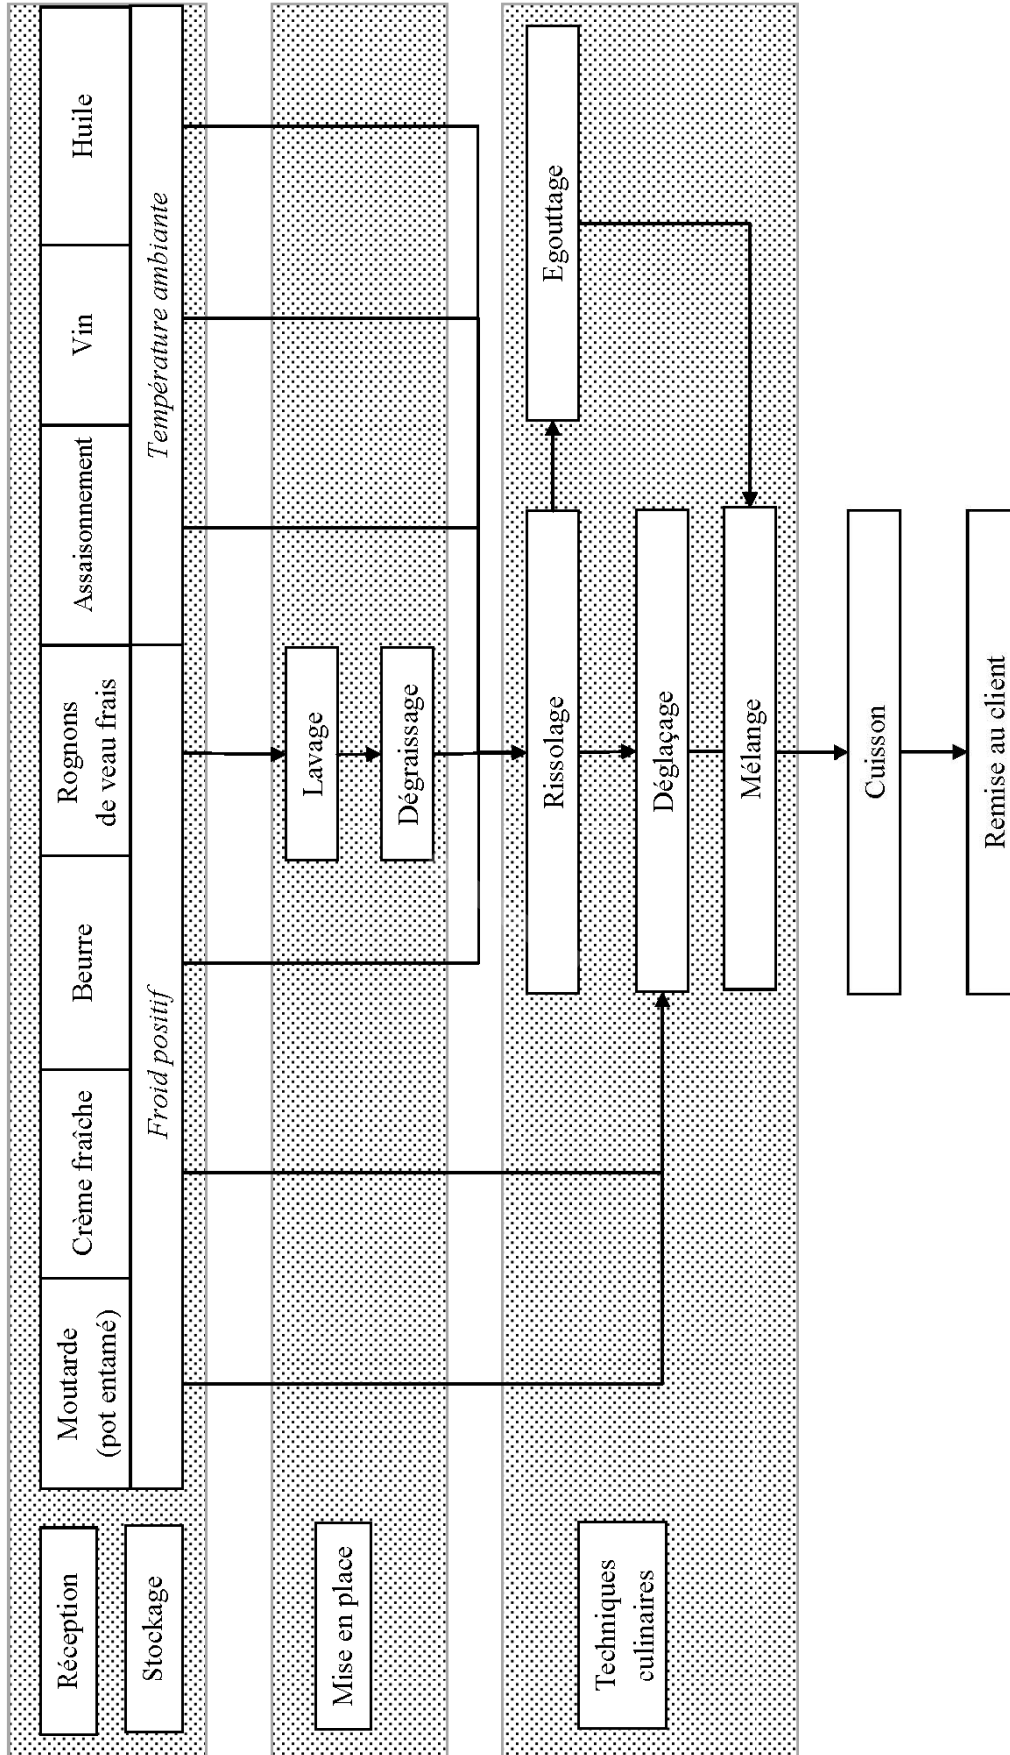 Réception
Moutarde
(pot entamé)
Crème fraîche
Beurre
Rognons
de veau frais
Assaisonnement
Vin
Huile
Stockage
Froid positif
Température ambiante
Mise en place
Lavage
Dégraissage
Techniques
culinaires
Rissolage
Egouttage
Déglaçage
Mélange
Cuisson
Remise au client